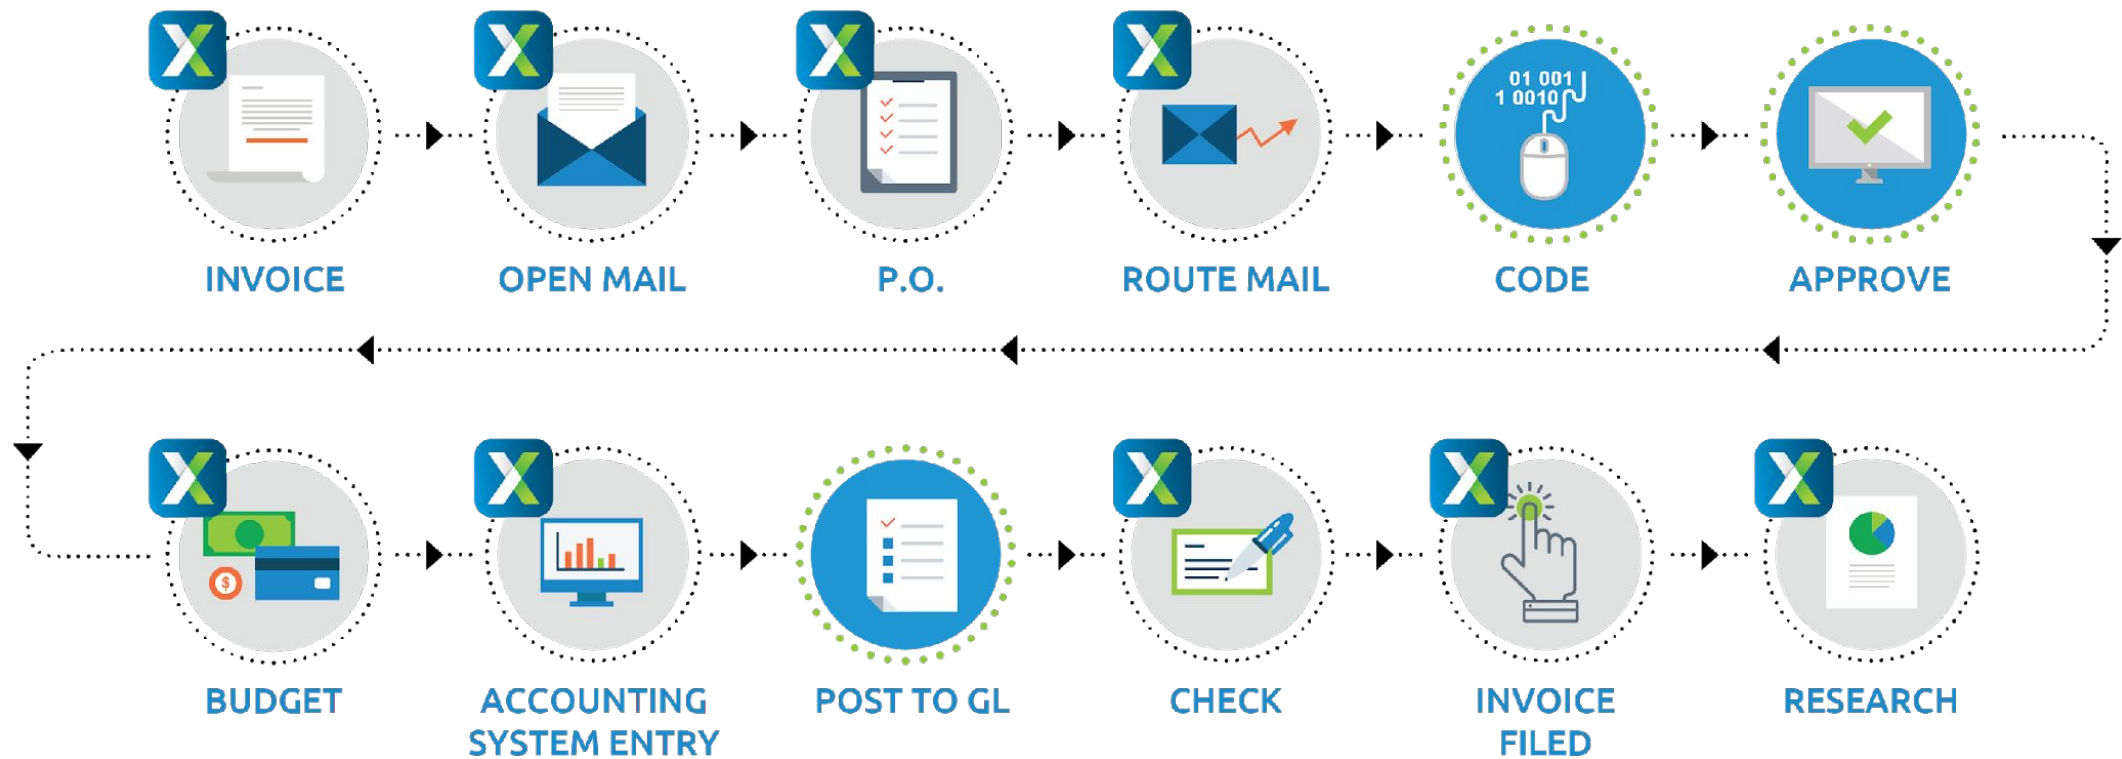 01 001
1 0010
INVOICE
OPEN MAIL
P.O.
ROUTE MAIL
CODE
APPROVE
$
BUDGET
ACCOUNTING
SYSTEM ENTRY
POST TO GL
CHECK
INVOICE
FILED
RESEARCH